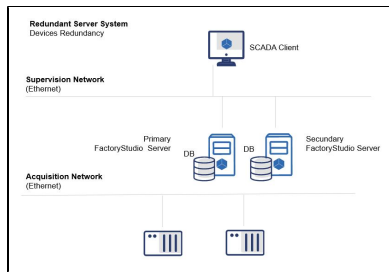 Redundant Server System
Devices Redundancy
SCADA Client
Supervision Network
(Ethernet)
Primary
FactoryStudio Server
DB
DB
Secundary
FactoryStudio Server
Acquisition Network
(Ethernet)